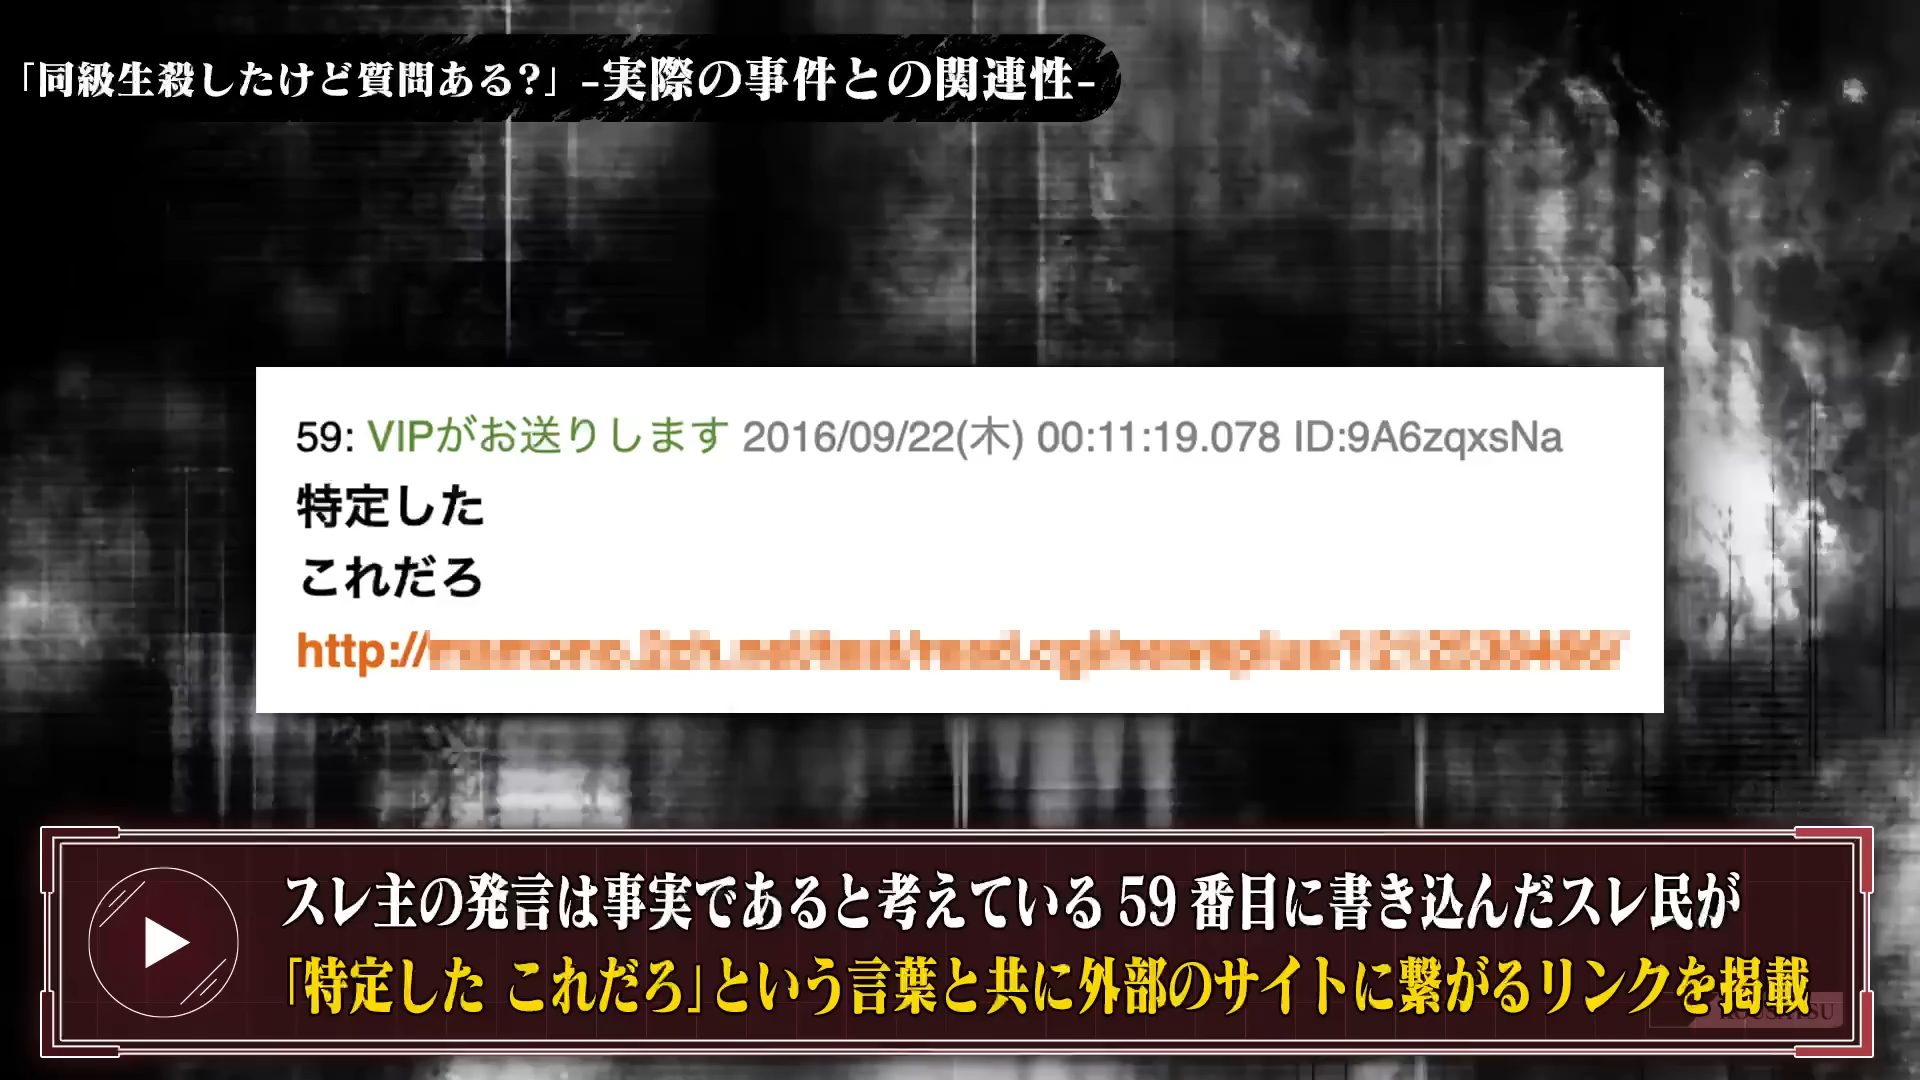 「同級生殺したけど質問ある?」-実際の事件との関連性-
59: VIPがお送りします 2016/09/22(木) 00:11:19.078 ID:9A6zqxsNa
特定した
これだろ
http://
スレ主の発言は事実であると考えている59番目に書き込んだスレ民が
「特定した これだろ」という言葉と共に外部のサイトに繋がるリンクを掲載